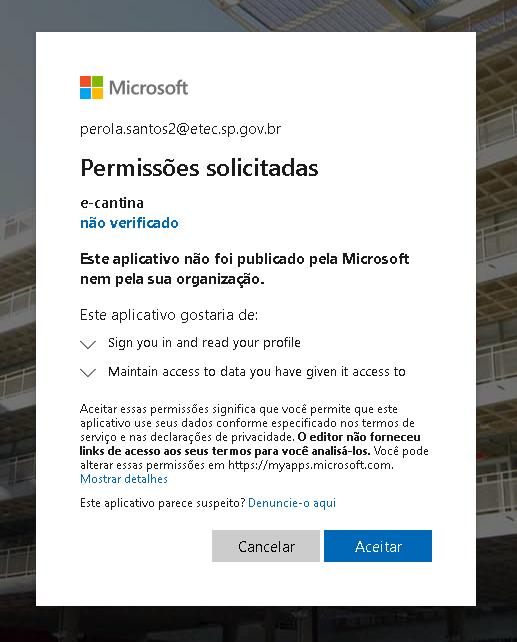 Microsoft
perola.santos2@etec.sp.gov.br
Permissões solicitadas
e-cantina
não verificado
Este aplicativo não foi publicado pela Microsoft
nem pela sua organização.
Este aplicativo gostaria de:
Sign you in and read your profile
Maintain access to data you have given it access to
Aceitar essas permissões significa que você permite que este
aplicativo use seus dados conforme especificado nos termos de
serviço e nas declarações de privacidade. O editor não forneceu
links de acesso aos seus termos para você analisá-los. Você pode
alterar essas permissões em https://myapps.microsoft.com.
Mostrar detalhes
Este aplicativo parece suspeito? Denuncie-o aqui
Cancelar
Aceitar